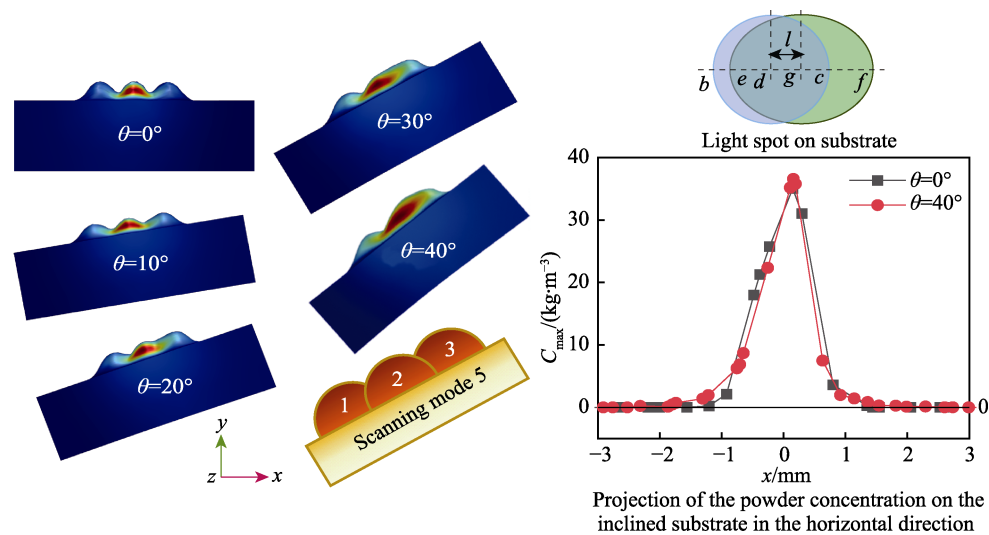 θ=0°
θ=10°
θ=20°
θ=30°
θ=40°
1
2
3
Scanning mode 5
y
z
x
l
b
e
d
g
c
f
Light spot on substrate
40
30
20
10
0
C_max/(kg·m⁻³)
θ=0°
θ=40°
0
−3
−2
−1
0
1
2
3
x/mm
Projection of the powder concentration on the
inclined substrate in the horizontal direction